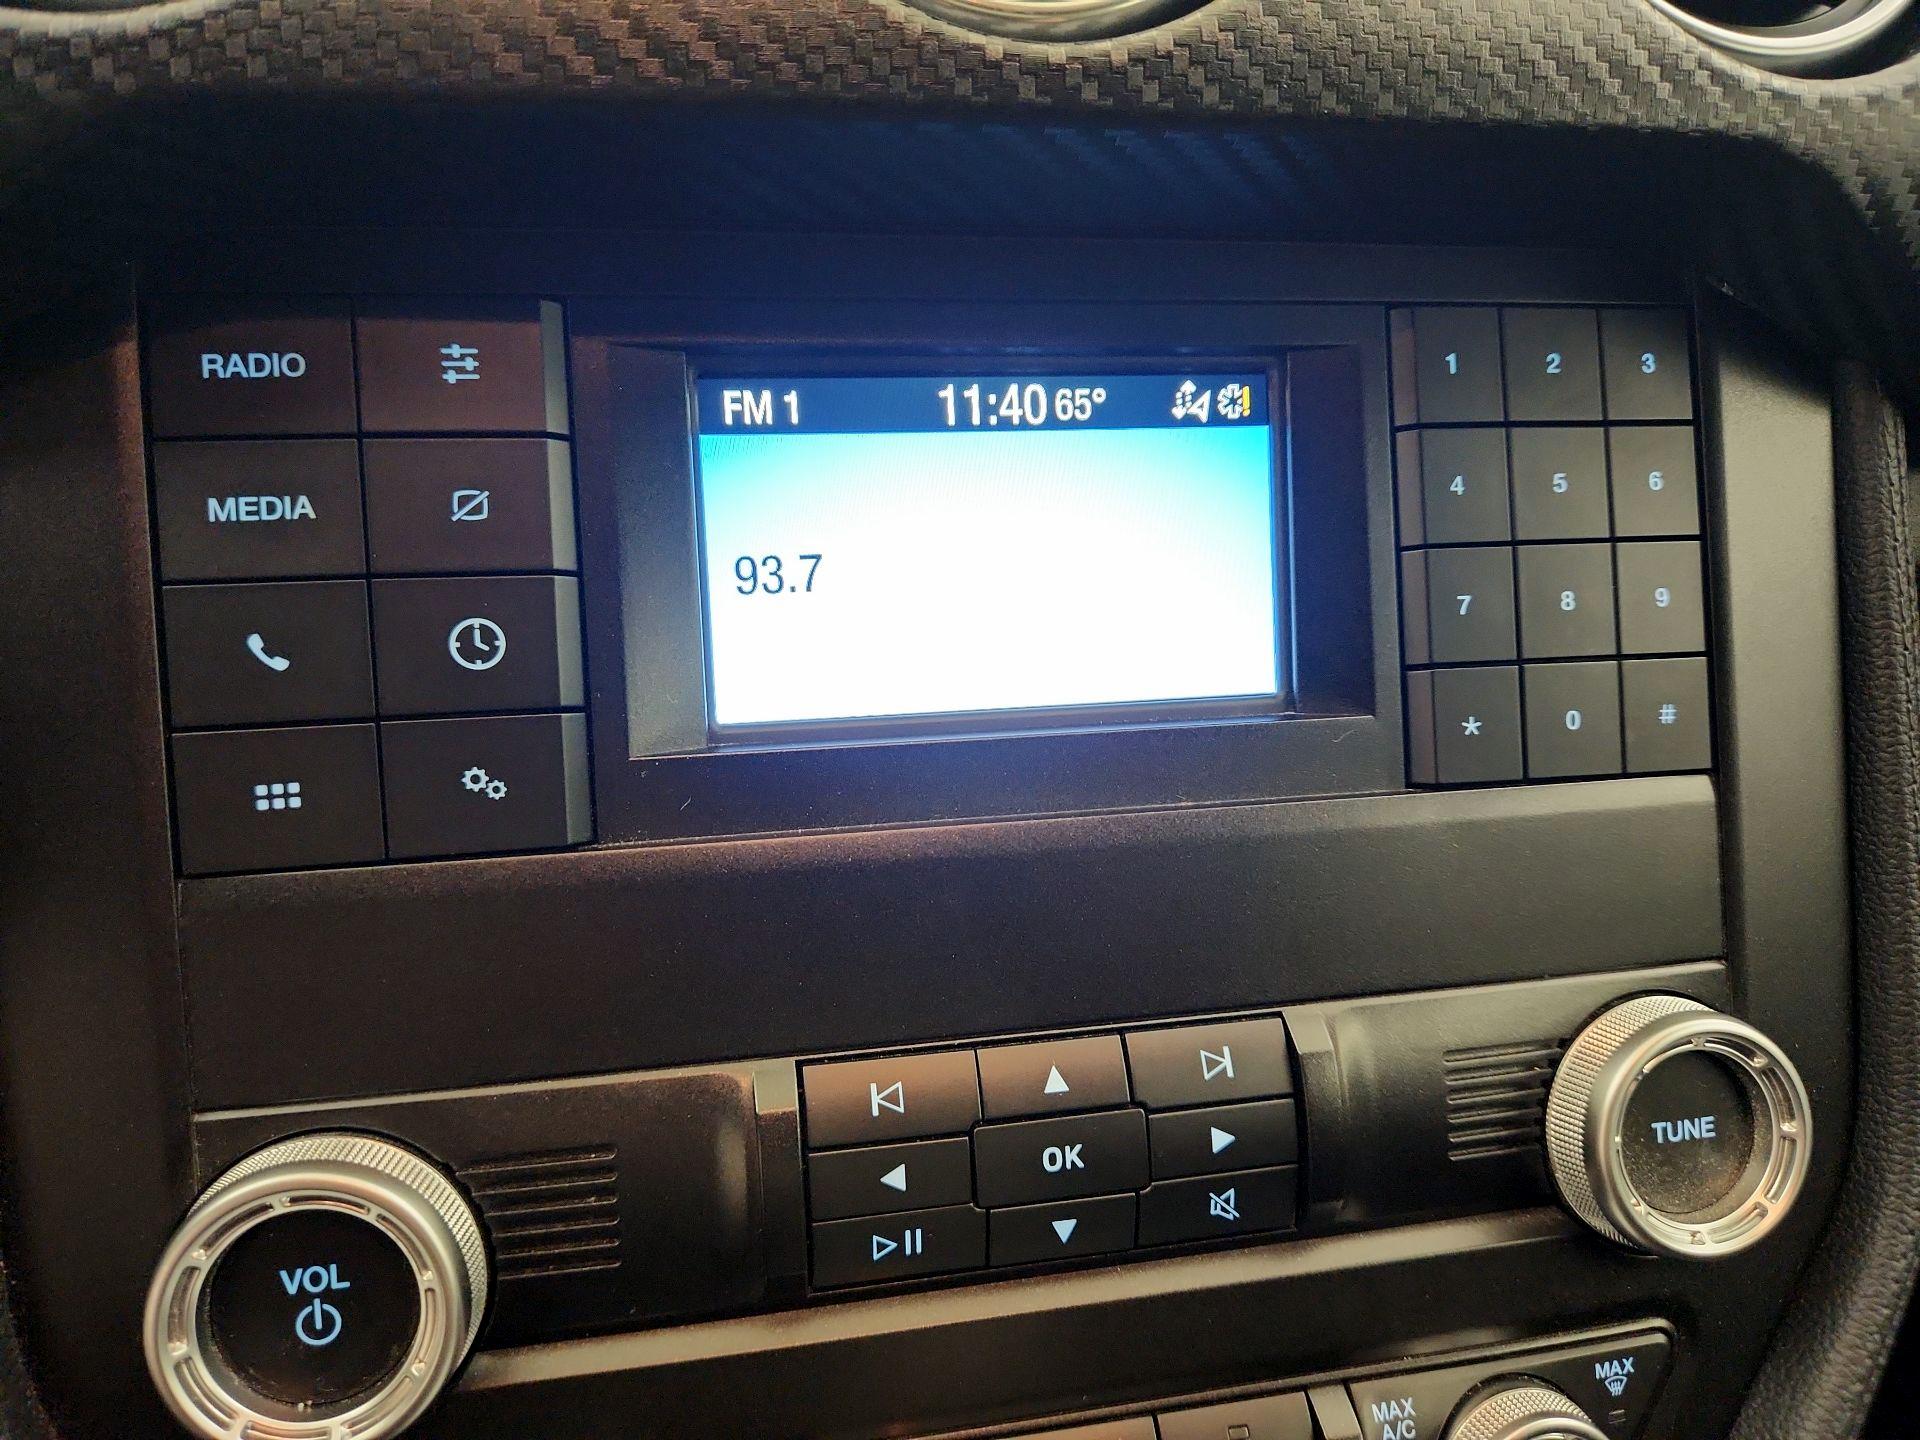 FM 1 11:40 65°
93.7
RADIO
MEDIA
1 2 3
4 5 6
7 8 9
* 0 #
OK
VOL
TUNE
MAX
A/C
MAX